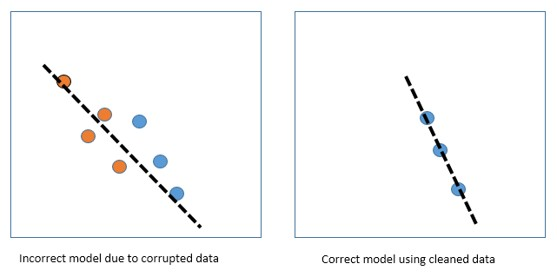 Incorrect model due to corrupted data
Correct model using cleaned data